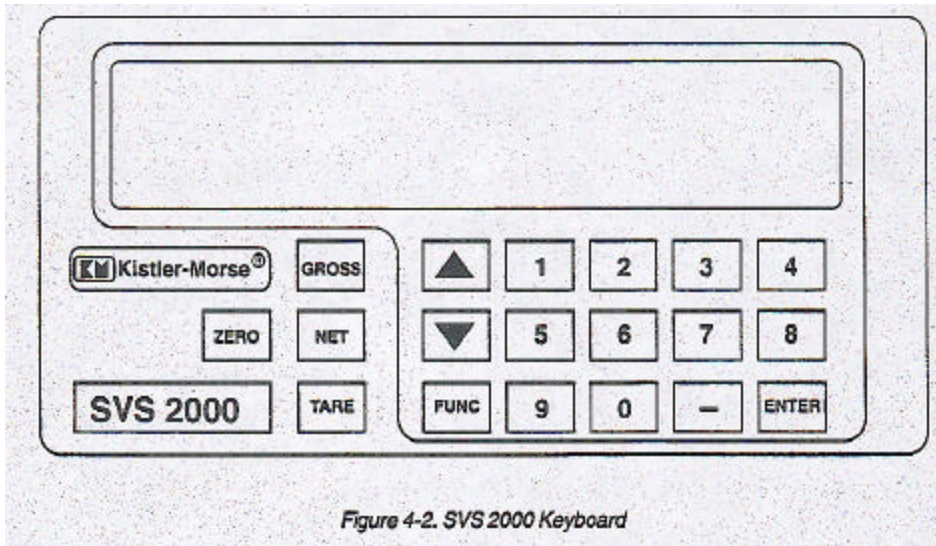 KM Kistler-Morse® GROSS ▲ 1 2 3 4
ZERO NET ▼ 5 6 7 8
SVS 2000 TARE FUNC 9 0 – ENTER
Figure 4-2. SVS 2000 Keyboard